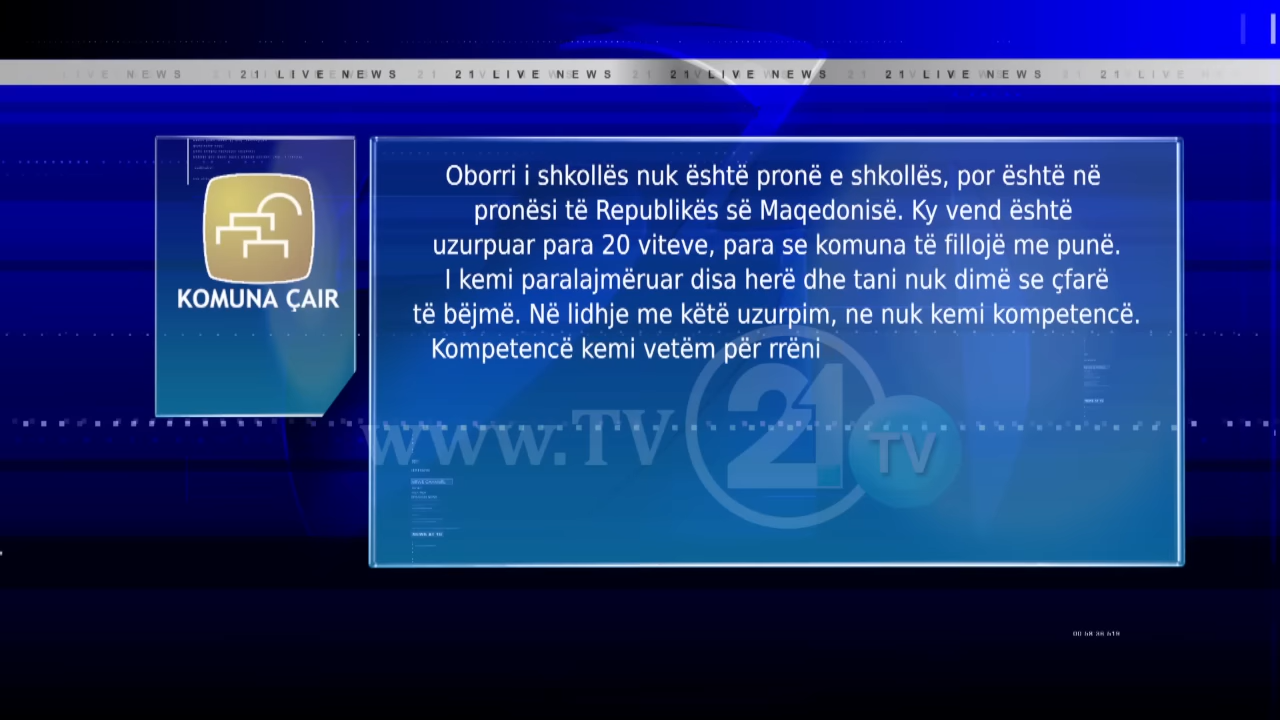 21 LIVE NEWS 21 LIVE NEWS 21 LIVE NEWS 21 LIVE NEWS 21 LIVE
Oborri i shkollës nuk është pronë e shkollës, por është në
pronësi të Republikës së Maqedonisë. Ky vend është
uzurpuar para 20 viteve, para se komuna të fillojë me punë.
I kemi paralajmëruar disa herë dhe tani nuk dimë se çfarë
të bëjmë. Në lidhje me këtë uzurpim, ne nuk kemi kompetencë.
Kompetencë kemi vetëm për rrëni
KOMUNA ÇAIR
www.TV 21
TV